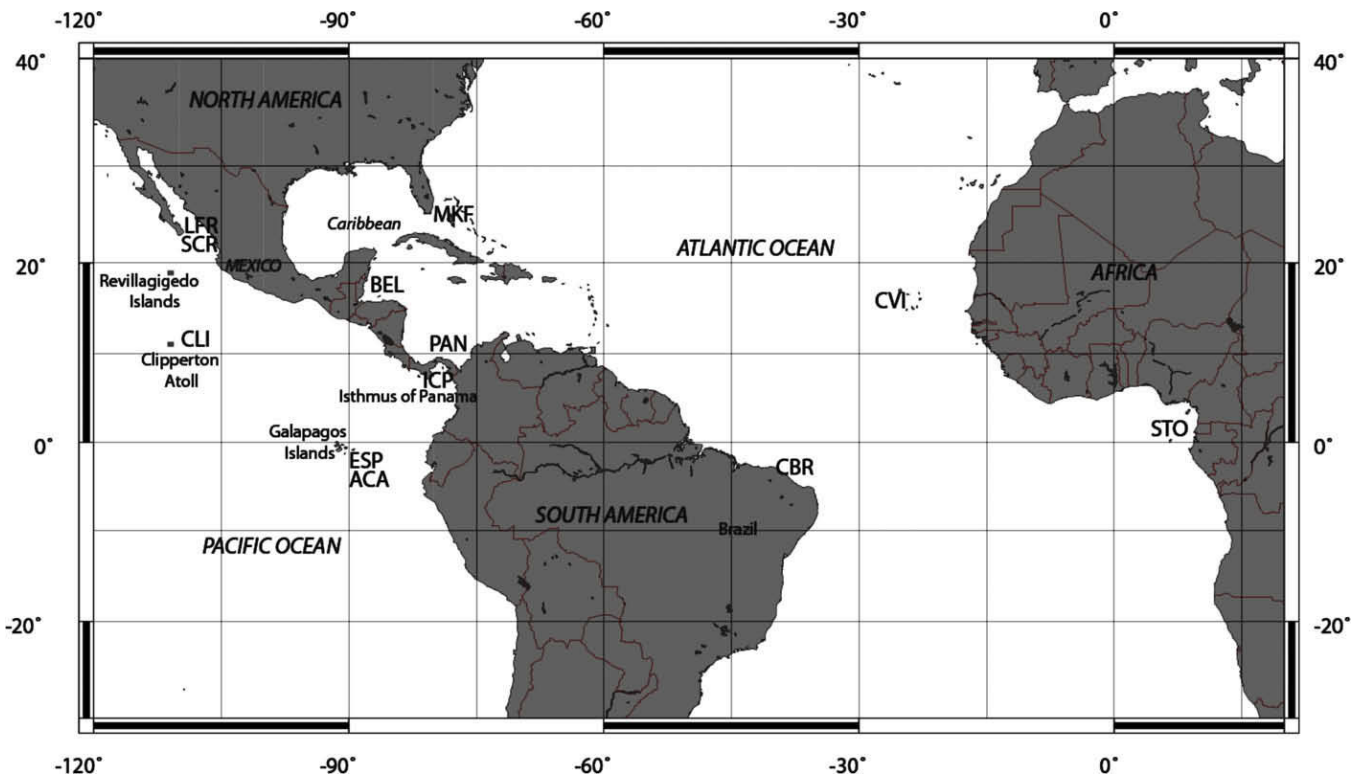 -120˚ -90˚ -60˚ -30˚ 0˚
40˚ 40˚
NORTH AMERICA
MKF
LFR
Caribbean
SCR
ATLANTIC OCEAN
20˚ MEXICO AFRICA 20˚
Revillagigedo
Islands
BEL
CVI
CLI
PAN
Clipperton
Atoll
ICP
Isthmus of Panama
Galapagos
Islands
STO
0˚ 0˚
ESP
ACA
CBR
SOUTH AMERICA
Brazil
PACIFIC OCEAN
-20˚ -20˚
-120˚ -90˚ -60˚ -30˚ 0˚